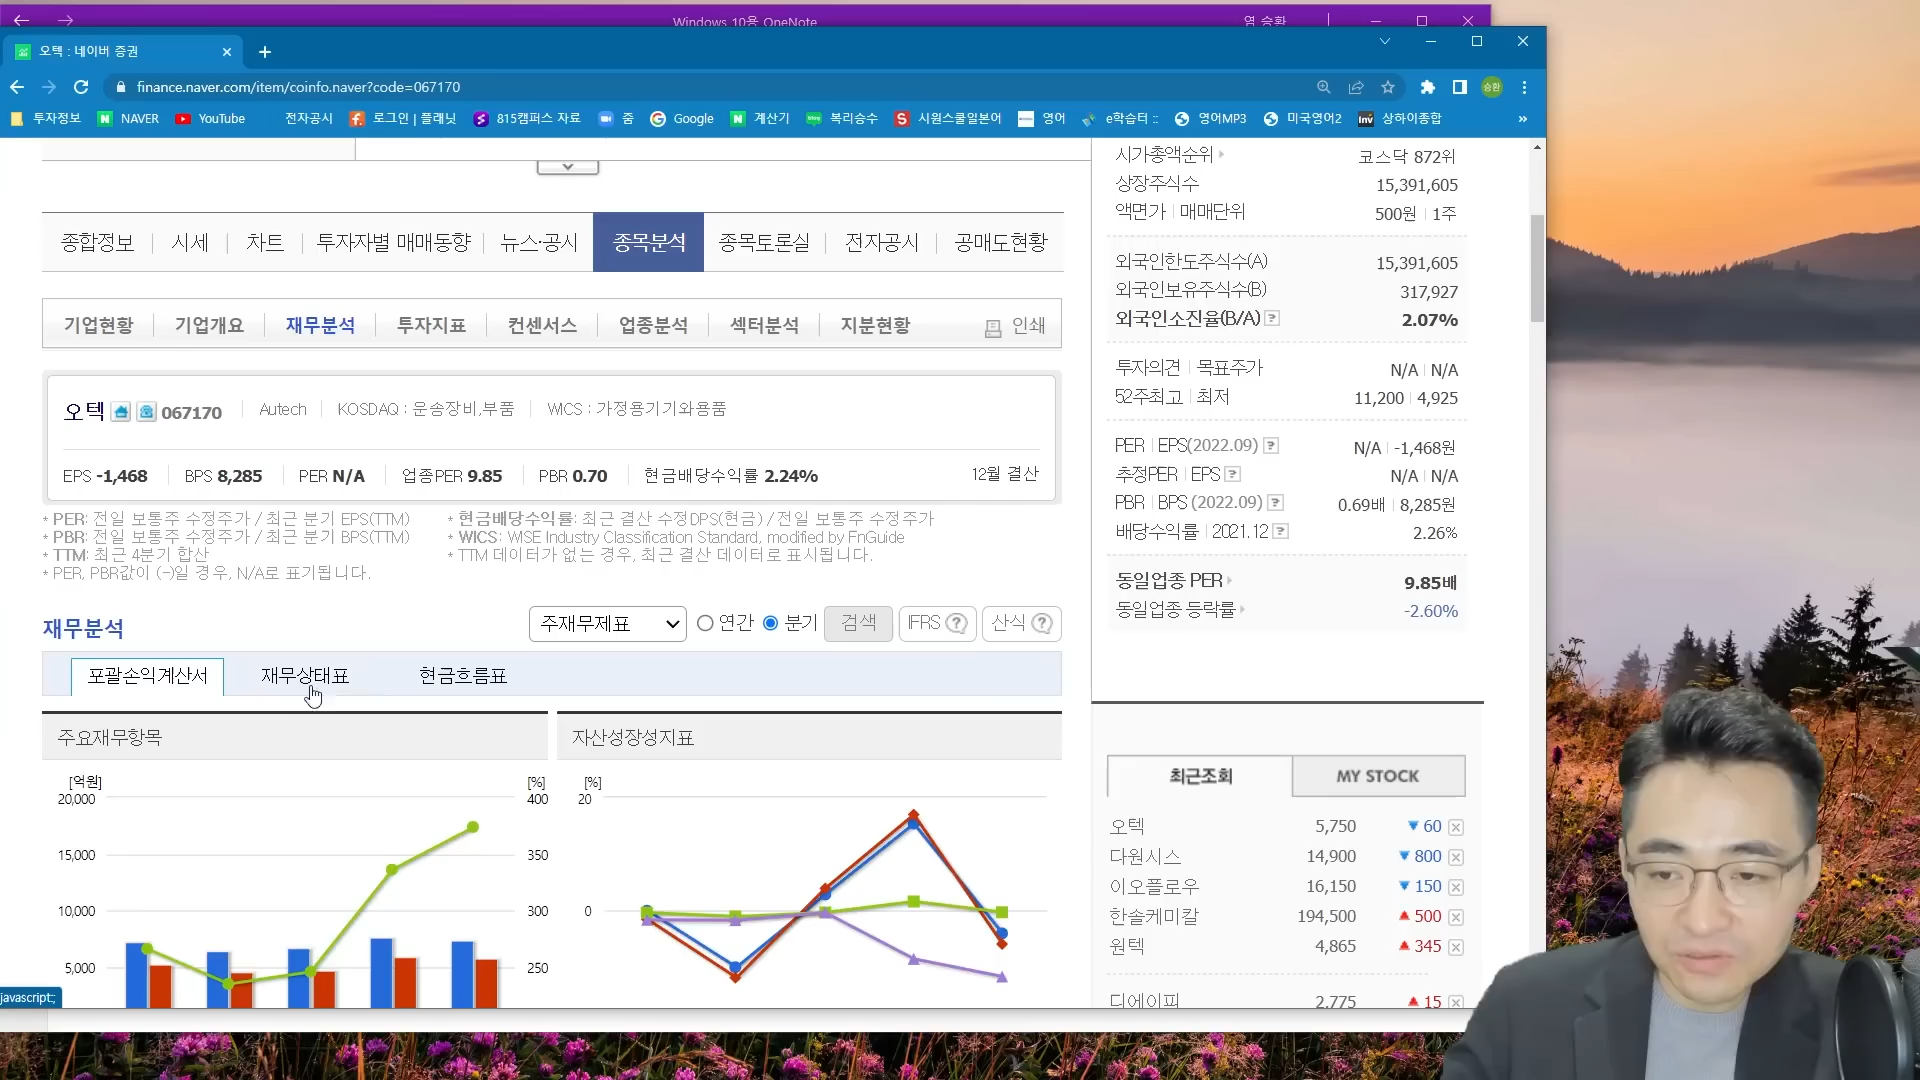 Windows 10용 OneNote
염 승환
오텍 : 네이버 증권
finance.naver.com/item/coinfo.naver?code=067170
승환
투자정보
NAVER
YouTube
전자공시
로그인 | 플래닛
815캠퍼스 자료
줌
Google
계산기
복리승수
시원스쿨일본어
영어
e학습터 ::
영어MP3
미국영어2
상하이종합
종합정보
시세
차트
투자자별 매매동향
뉴스·공시
종목분석
종목토론실
전자공시
공매도현황
기업현황
기업개요
재무분석
투자지표
컨센서스
업종분석
섹터분석
지분현황
인쇄
오텍 067170 Autech KOSDAQ : 운송장비,부품 WICS : 가정용기기와용품
EPS -1,468 BPS 8,285 PER N/A 업종PER 9.85 PBR 0.70 현금배당수익률 2.24% 12월 결산
* PER: 전일 보통주 수정주가 / 최근 분기 EPS(TTM)
* PBR: 전일 보통주 수정주가 / 최근 분기 BPS(TTM)
* TTM: 최근 4분기 합산
* PER, PBR값이 (-)일 경우, N/A로 표기됩니다.
* 현금배당수익률: 최근 결산 수정DPS(현금) / 전일 보통주 수정주가
* WICS: WISE Industry Classification Standard, modified by FnGuide
* TTM 데이터가 없는 경우, 최근 결산 데이터로 표시됩니다.
재무분석
주재무제표
연간
분기
검색
IFRS ?
산식 ?
포괄손익계산서
재무상태표
현금흐름표
주요재무항목
[억원]
20,000
15,000
10,000
5,000
[%]
400
350
300
250
자산성장성지표
[%]
20
0
시가총액순위 코스닥 872위
상장주식수 15,391,605
액면가 | 매매단위 500원 | 1주
외국인한도주식수(A) 15,391,605
외국인보유주식수(B) 317,927
외국인소진율(B/A) ? 2.07%
투자의견 | 목표주가 N/A | N/A
52주최고 | 최저 11,200 | 4,925
PER | EPS(2022.09) ? N/A | -1,468원
추정PER | EPS ? N/A | N/A
PBR | BPS (2022.09) ? 0.69배 | 8,285원
배당수익률 | 2021.12 ? 2.26%
동일업종 PER 9.85배
동일업종 등락률 -2.60%
최근조회
MY STOCK
오텍 5,750 ▼ 60
다원시스 14,900 ▼ 800
이오플로우 16,150 ▼ 150
한솔케미칼 194,500 ▲ 500
원텍 4,865 ▲ 345
디에이피 2,775 ▲ 15
javascript:;